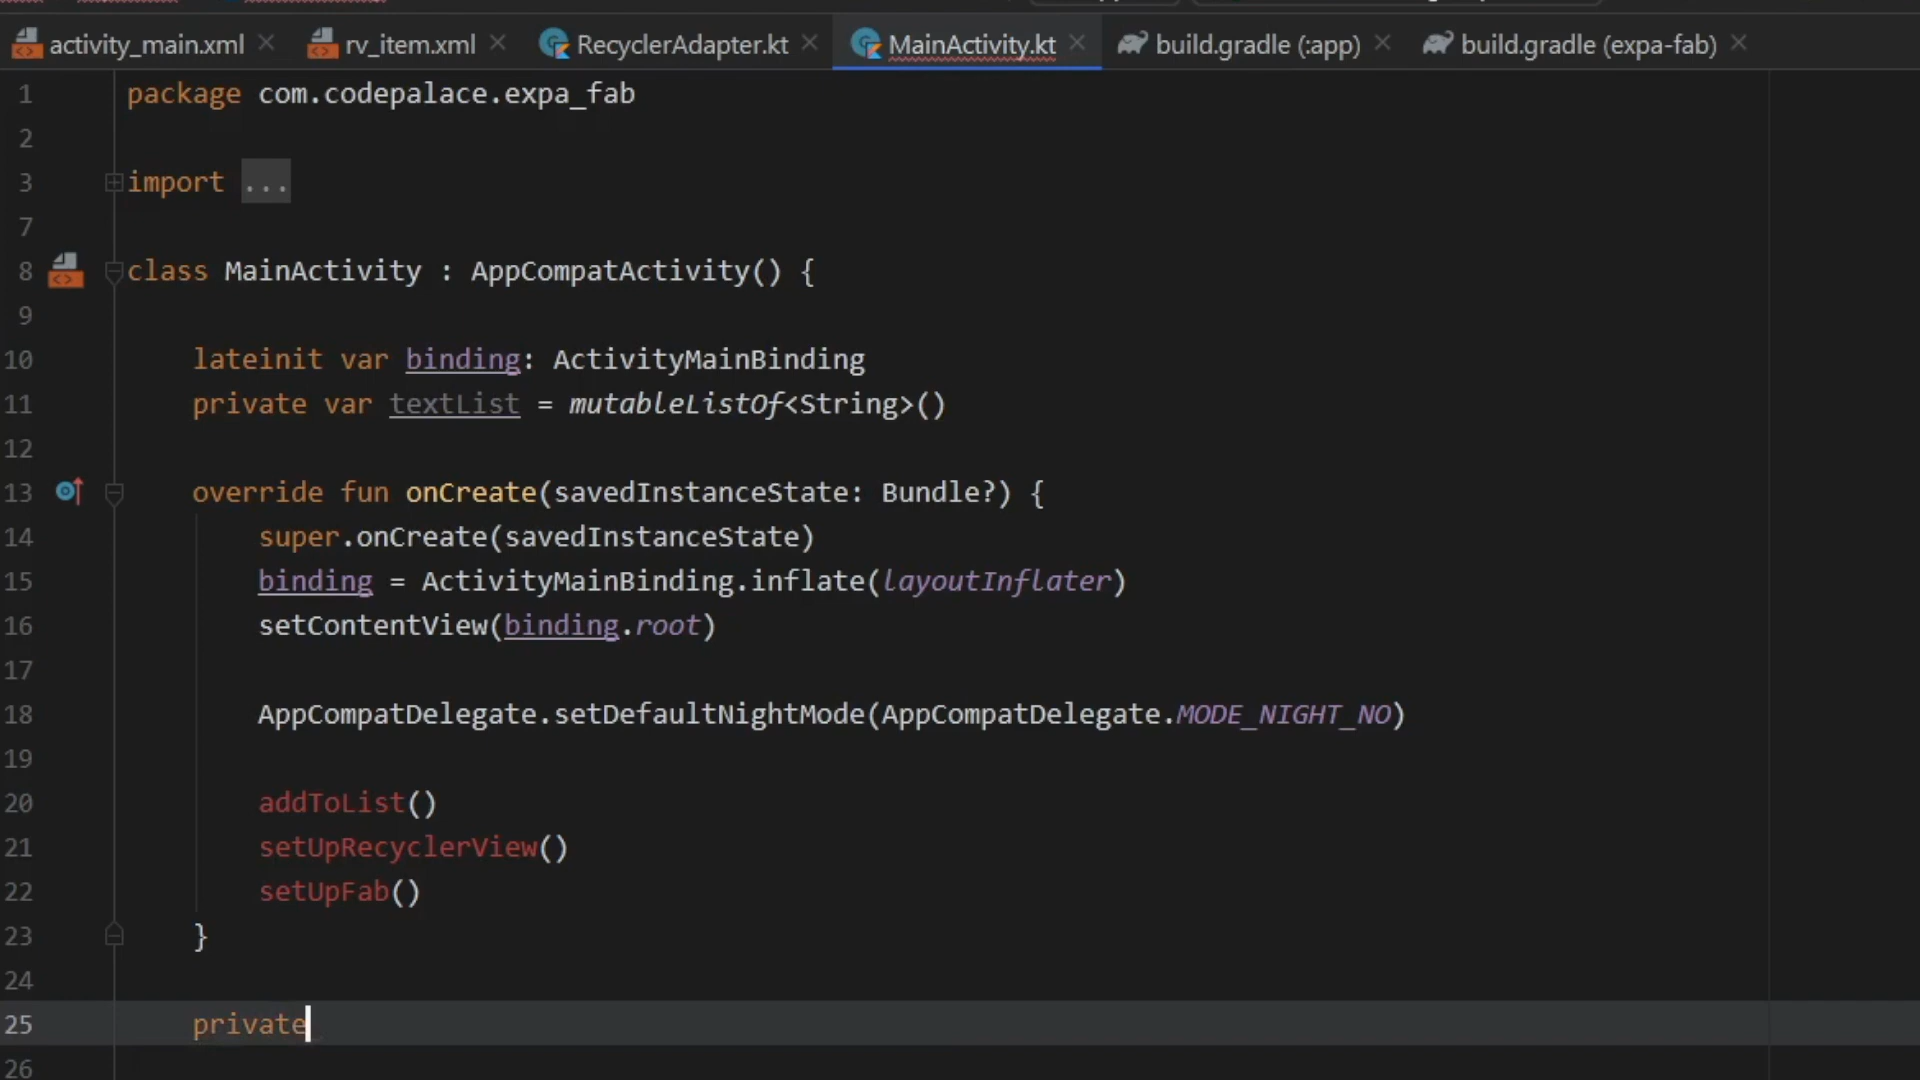 activity_main.xml rv_item.xml RecyclerAdapter.kt MainActivity.kt build.gradle (:app) build.gradle (expa-fab)
1 package com.codepalace.expa_fab
2
3 import ...
7
8 class MainActivity : AppCompatActivity() {
9
10 lateinit var binding: ActivityMainBinding
11 private var textList = mutableListOf<String>()
12
13 override fun onCreate(savedInstanceState: Bundle?) {
14 super.onCreate(savedInstanceState)
15 binding = ActivityMainBinding.inflate(layoutInflater)
16 setContentView(binding.root)
17
18 AppCompatDelegate.setDefaultNightMode(AppCompatDelegate.MODE_NIGHT_NO)
19
20 addToList()
21 setUpRecyclerView()
22 setUpFab()
23 }
24
25 private
26